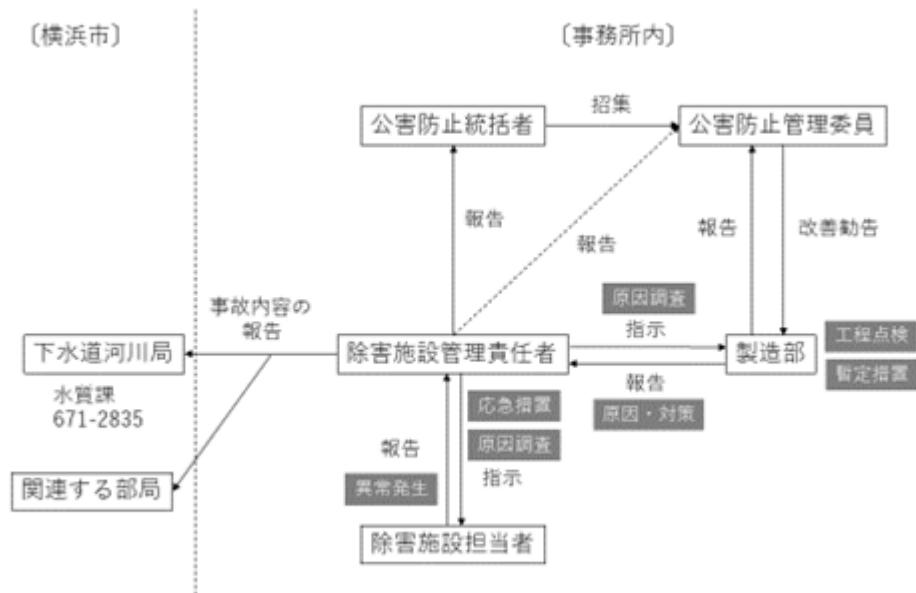 〔横浜市〕
〔事務所内〕
公害防止統括者
招集
公害防止管理委員
報告
報告
報告
改善勧告
事故内容の
報告
原因調査
指示
下水道河川局
除害施設管理責任者
製造部
工程点検
暫定措置
水質課
671-2835
報告
原因・対策
応急措置
原因調査
指示
報告
異常発生
関連する部局
除害施設担当者